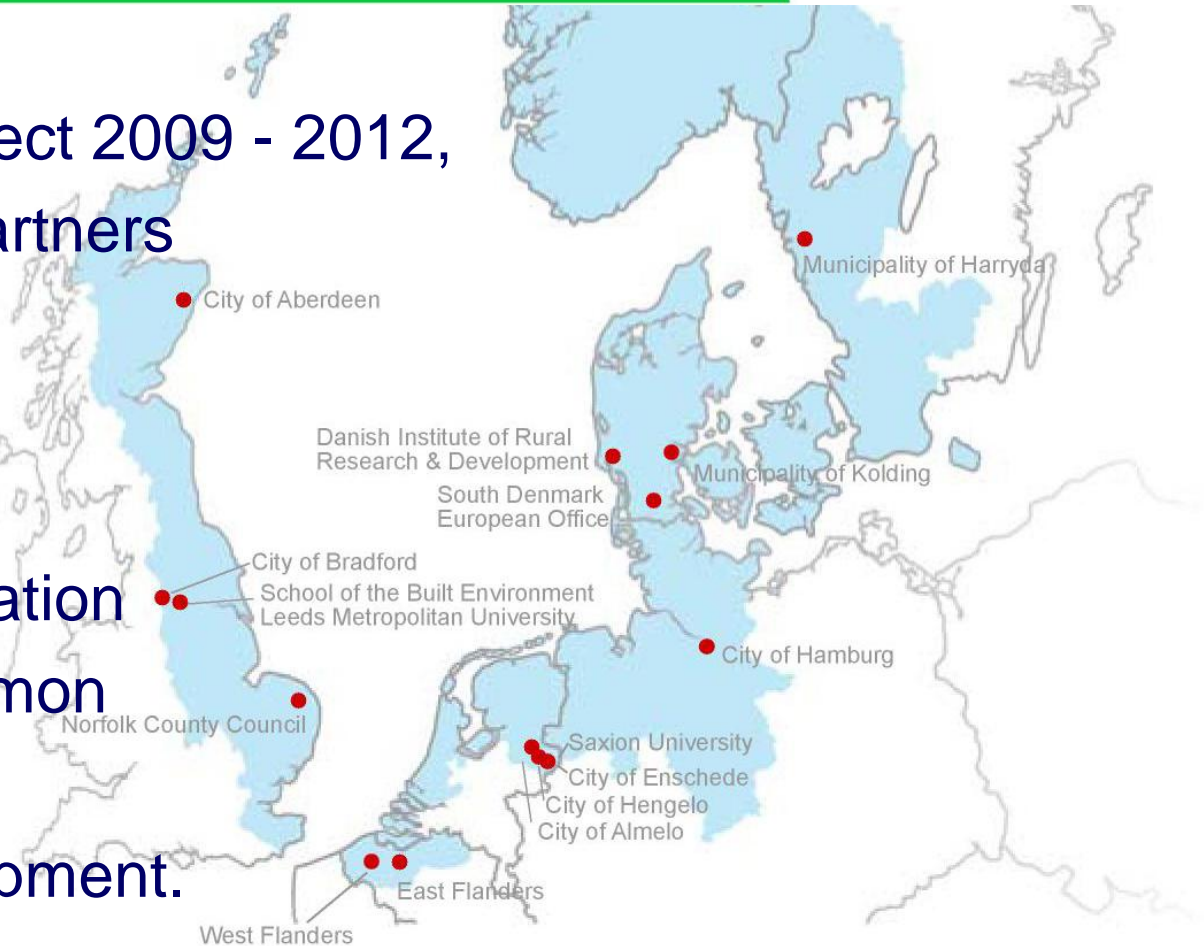 ect 2009 - 2012,
artners
ation
mon
pment.
Municipality of Harryda
City of Aberdeen
Danish Institute of Rural
Research & Development
Municipality of Kolding
South Denmark
European Office
City of Bradford
School of the Built Environment
Leeds Metropolitan University
City of Hamburg
Norfolk County Council
Saxion University
City of Enschede
City of Hengelo
City of Almelo
East Flanders
West Flanders